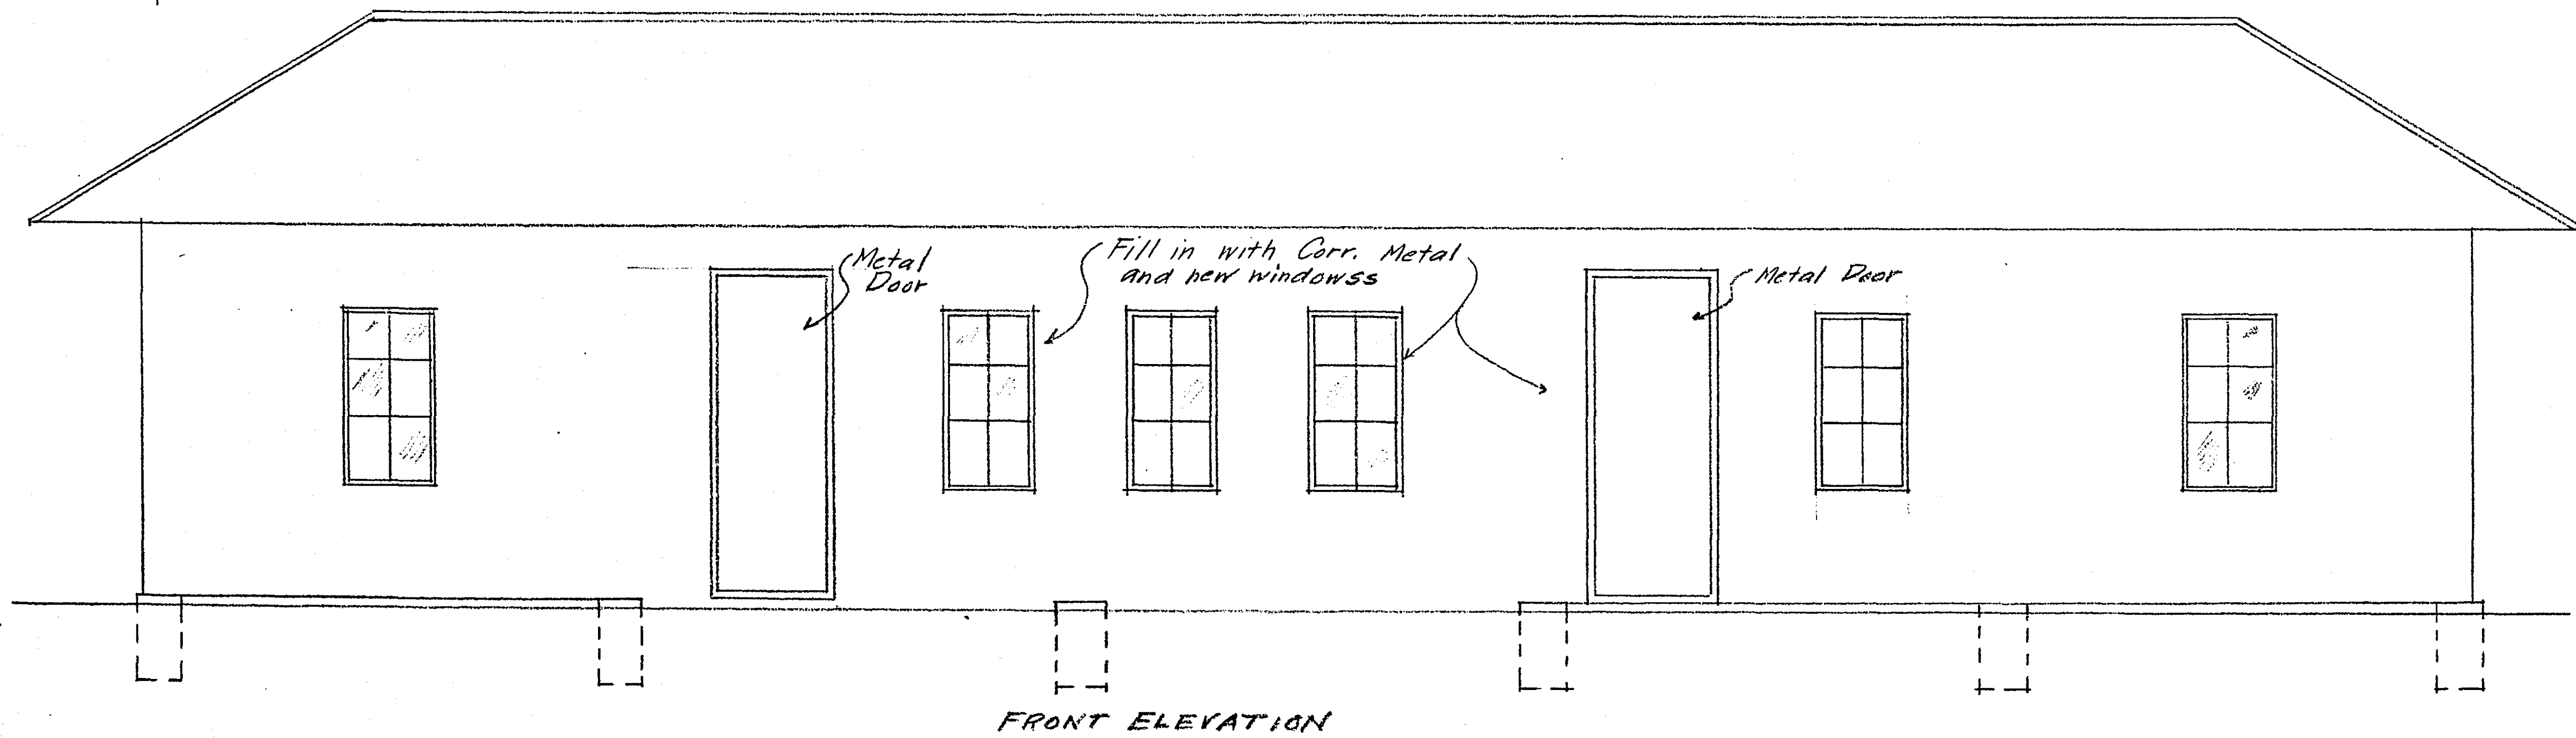 Metal
Door
Fill in with Corr. Metal
and new windowss
Metal Door
FRONT ELEVATION